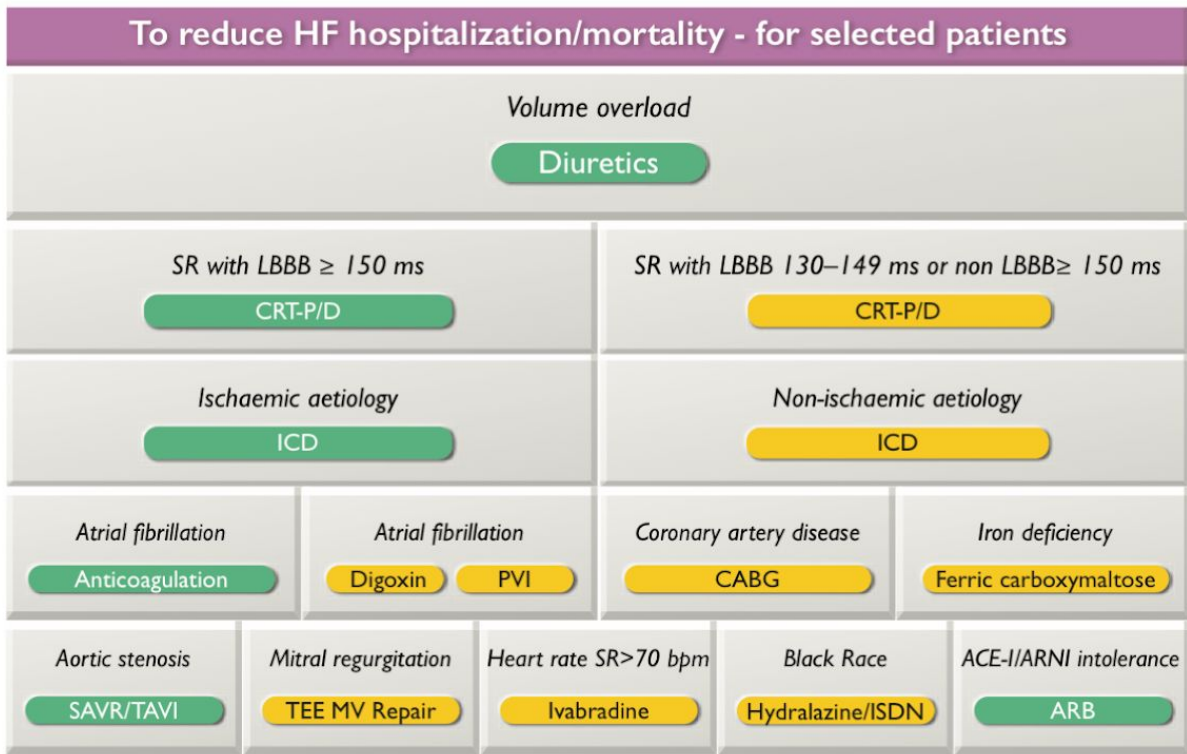 To reduce HF hospitalization/mortality - for selected patients
Volume overload
Diuretics
SR with LBBB ≥ 150 ms
CRT-P/D
SR with LBBB 130–149 ms or non LBBB≥ 150 ms
CRT-P/D
Ischaemic aetiology
ICD
Non-ischaemic aetiology
ICD
Atrial fibrillation
Anticoagulation
Atrial fibrillation
Digoxin
PVI
Coronary artery disease
CABG
Iron deficiency
Ferric carboxymaltose
Aortic stenosis
SAVR/TAVI
Mitral regurgitation
TEE MV Repair
Heart rate SR>70 bpm
Ivabradine
Black Race
Hydralazine/ISDN
ACE-I/ARNI intolerance
ARB